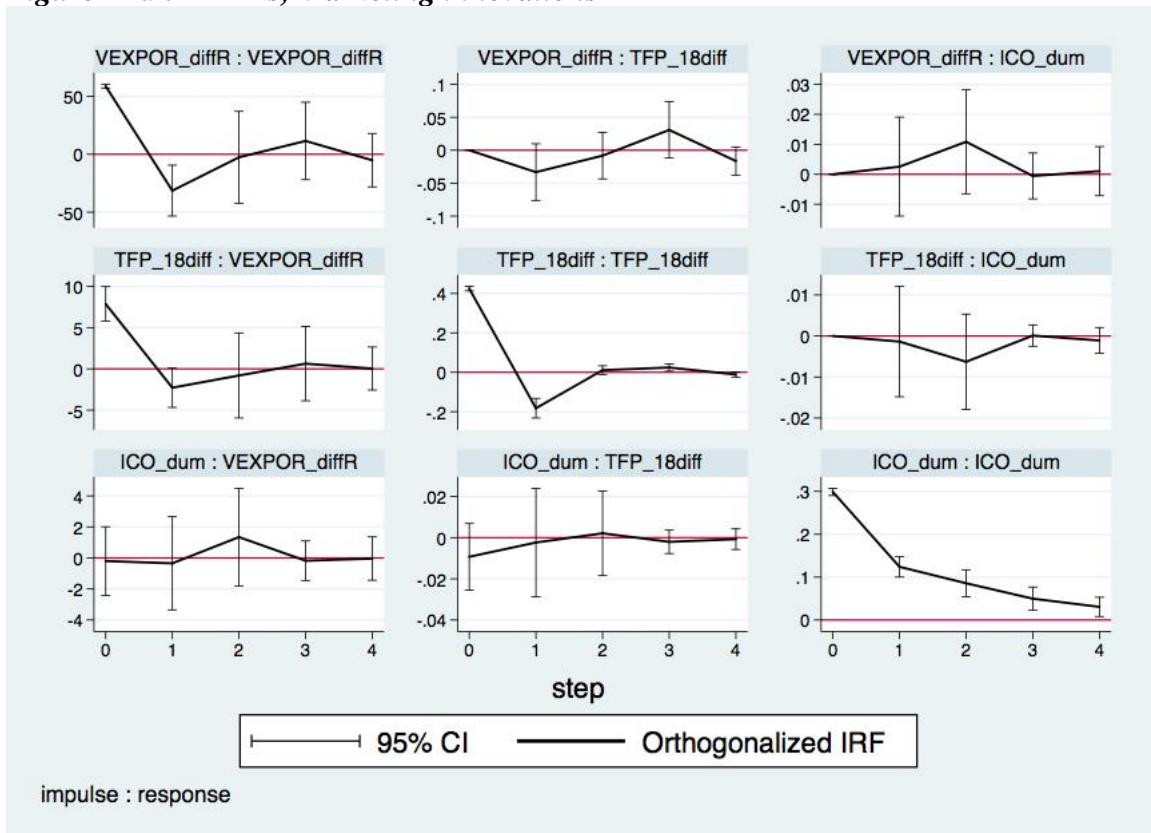 VEXPOR_diffR : VEXPOR_diffR
VEXPOR_diffR : TFP_18diff
VEXPOR_diffR : ICO_dum
50
0
-50
.1
.05
0
-.05
-.1
.03
.02
.01
0
-.01
TFP_18diff : VEXPOR_diffR
TFP_18diff : TFP_18diff
TFP_18diff : ICO_dum
10
5
0
-5
.4
.2
0
-.2
.01
0
-.01
-.02
ICO_dum : VEXPOR_diffR
ICO_dum : TFP_18diff
ICO_dum : ICO_dum
4
2
0
-2
-4
.02
0
-.02
-.04
.3
.2
.1
0
0 1 2 3 4
0 1 2 3 4
0 1 2 3 4
step
95% CI
Orthogonalized IRF
impulse : response